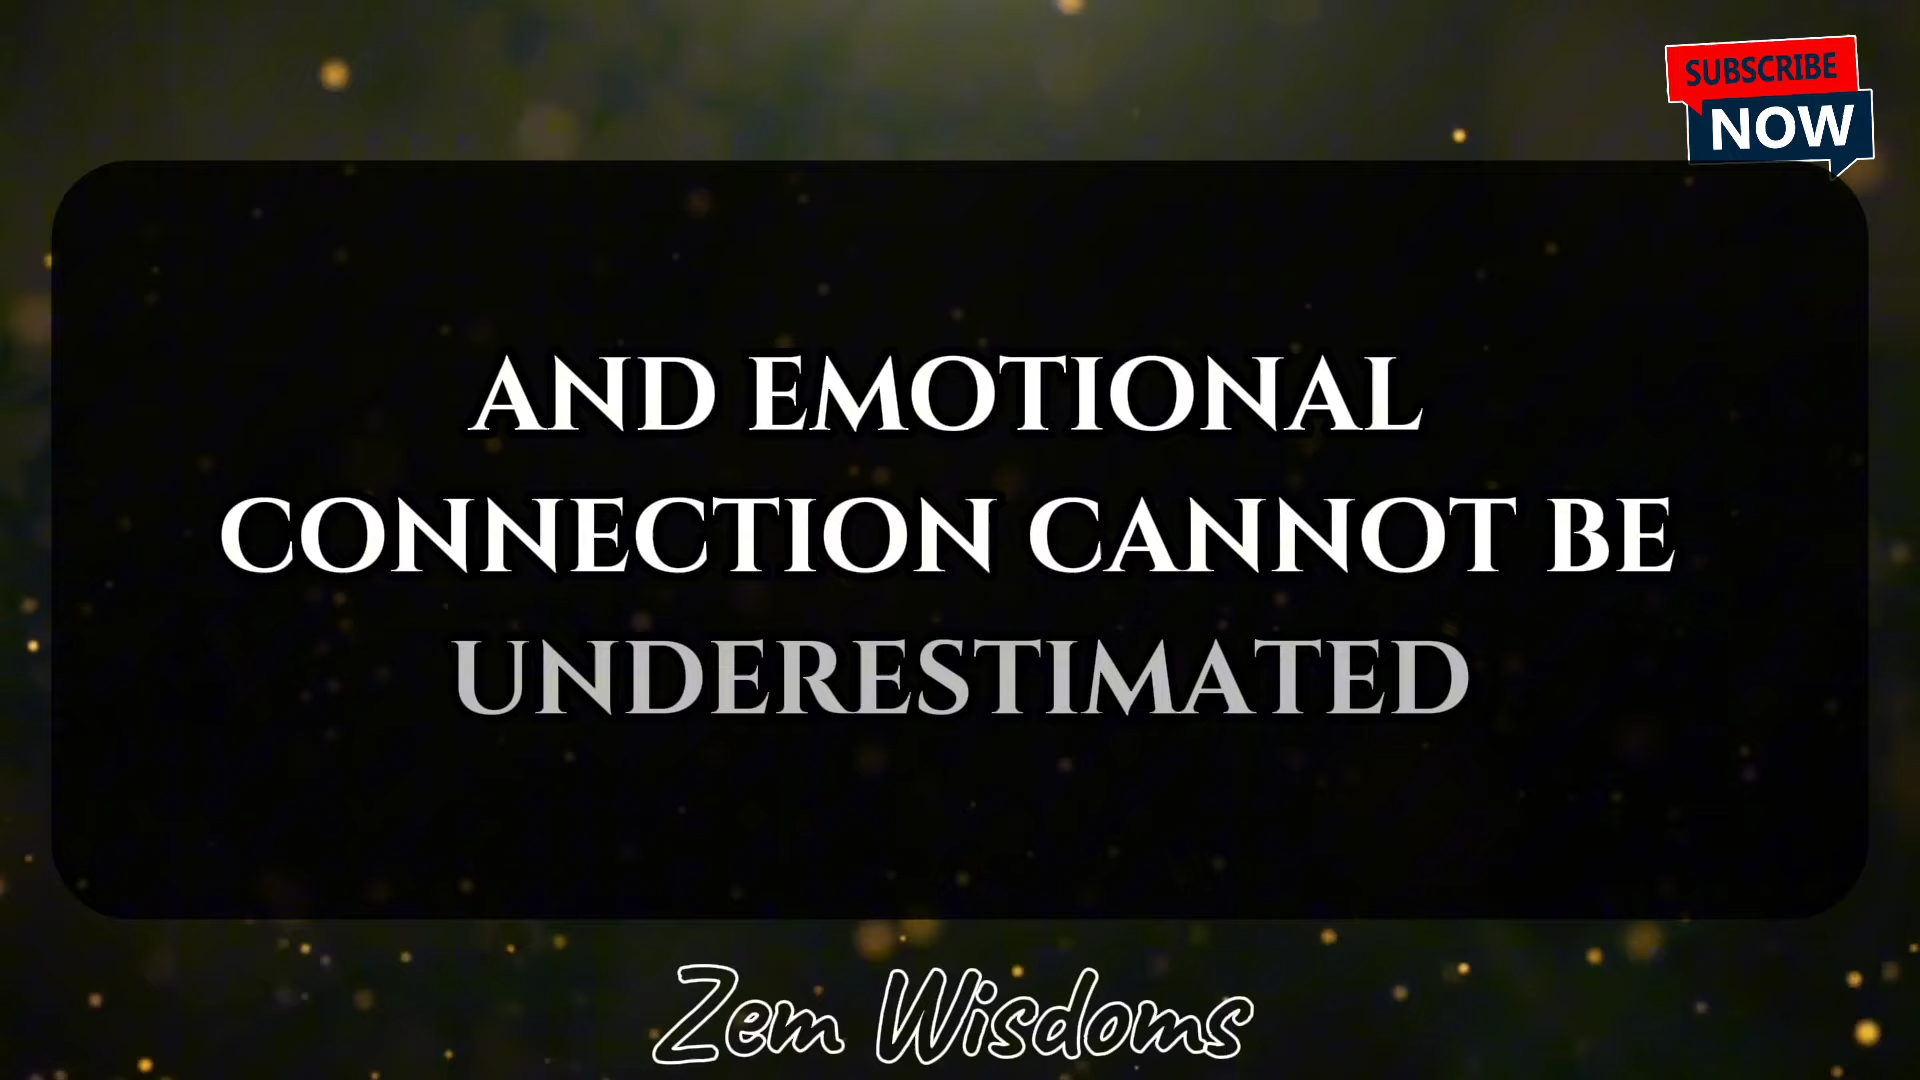 SUBSCRIBE
NOW
AND EMOTIONAL
CONNECTION CANNOT BE
UNDERESTIMATED
Zem Wisdoms